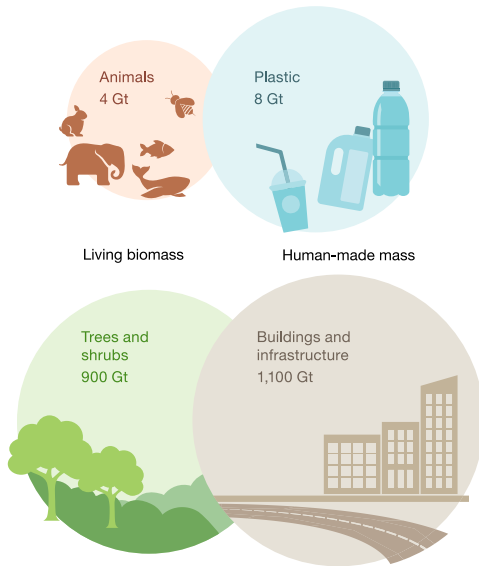 Animals
4 Gt
Plastic
8 Gt
Living biomass
Human-made mass
Trees and
shrubs
900 Gt
Buildings and
infrastructure
1,100 Gt